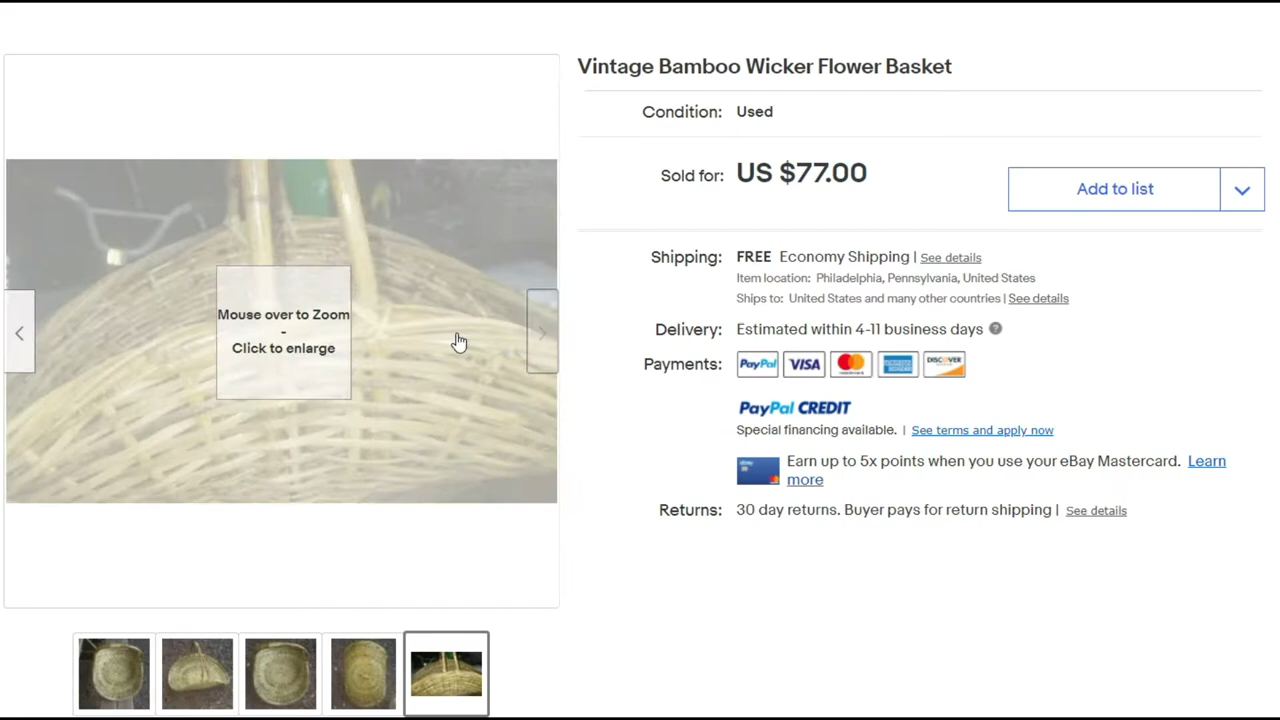 Vintage Bamboo Wicker Flower Basket
Condition: Used
Sold for: US $77.00
Add to list
Mouse over to Zoom
-
Click to enlarge
Shipping: FREE Economy Shipping | See details
Item location: Philadelphia, Pennsylvania, United States
Ships to: United States and many other countries | See details
Delivery: Estimated within 4-11 business days ?
Payments: PayPal VISA MasterCard AMERICAN EXPRESS DISCOVER
PayPal CREDIT
Special financing available. | See terms and apply now
Earn up to 5x points when you use your eBay Mastercard. Learn
more
Returns: 30 day returns. Buyer pays for return shipping | See details